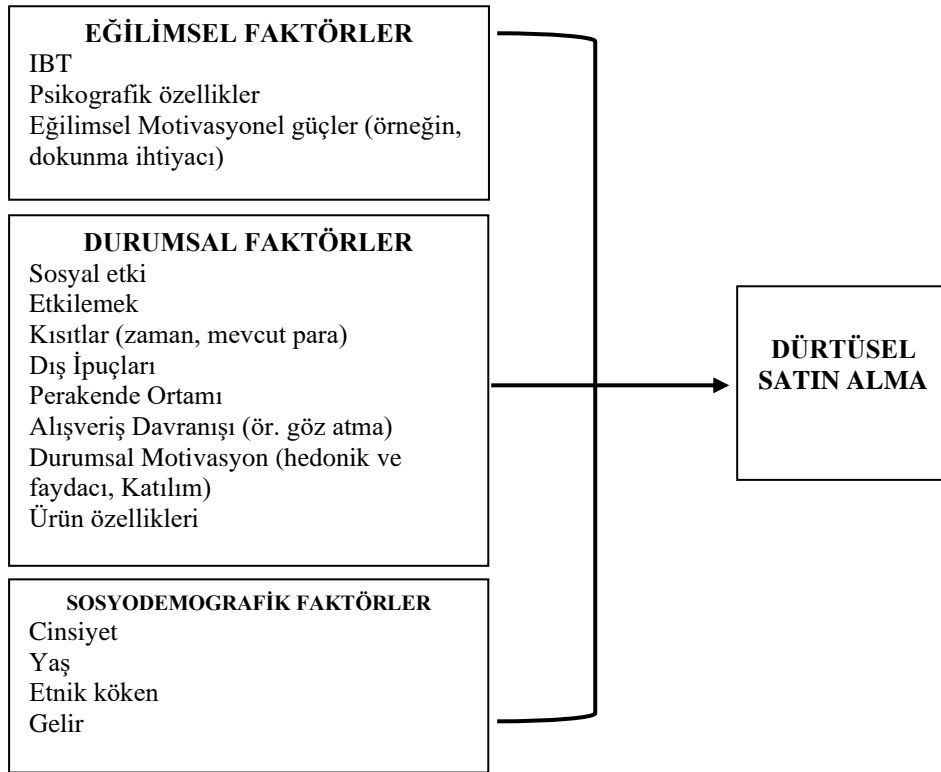 EĞİLİMSEL FAKTÖRLER
IBT
Psikografik özellikler
Eğilimsel Motivasyonel güçler (örneğin,
dokunma ihtiyacı)
DURUMSAL FAKTÖRLER
Sosyal etki
Etkilemek
Kısıtlar (zaman, mevcut para)
Dış İpuçları
Perakende Ortamı
Alışveriş Davranışı (ör. göz atma)
Durumsal Motivasyon (hedonik ve
faydacı, Katılım)
Ürün özellikleri
SOSYODEMOGRAFİK FAKTÖRLER
Cinsiyet
Yaş
Etnik köken
Gelir
DÜRTÜSEL
SATIN ALMA